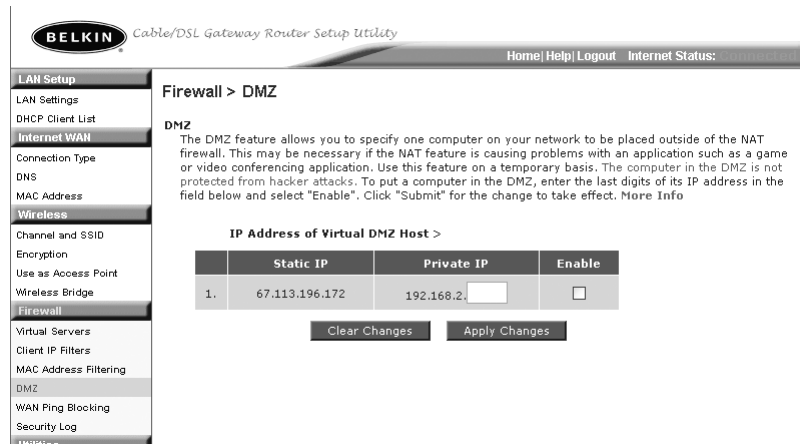 BELKIN
Cable/DSL Gateway Router Setup Utility
Home| Help| Logout Internet Status: Connected
LAN Setup
LAN Settings
DHCP Client List
Internet WAN
Connection Type
DNS
MAC Address
Wireless
Channel and SSID
Encryption
Use as Access Point
Wireless Bridge
Firewall
Virtual Servers
Client IP Filters
MAC Address Filtering
DMZ
WAN Ping Blocking
Security Log
Utilities
Firewall > DMZ
DMZ
The DMZ feature allows you to specify one computer on your network to be placed outside of the NAT
firewall. This may be necessary if the NAT feature is causing problems with an application such as a game
or video conferencing application. Use this feature on a temporary basis. The computer in the DMZ is not
protected from hacker attacks. To put a computer in the DMZ, enter the last digits of its IP address in the
field below and select "Enable". Click "Submit" for the change to take effect. More Info
IP Address of Virtual DMZ Host >
Static IP Private IP Enable
1. 67.113.196.172 192.168.2.
Clear Changes Apply Changes